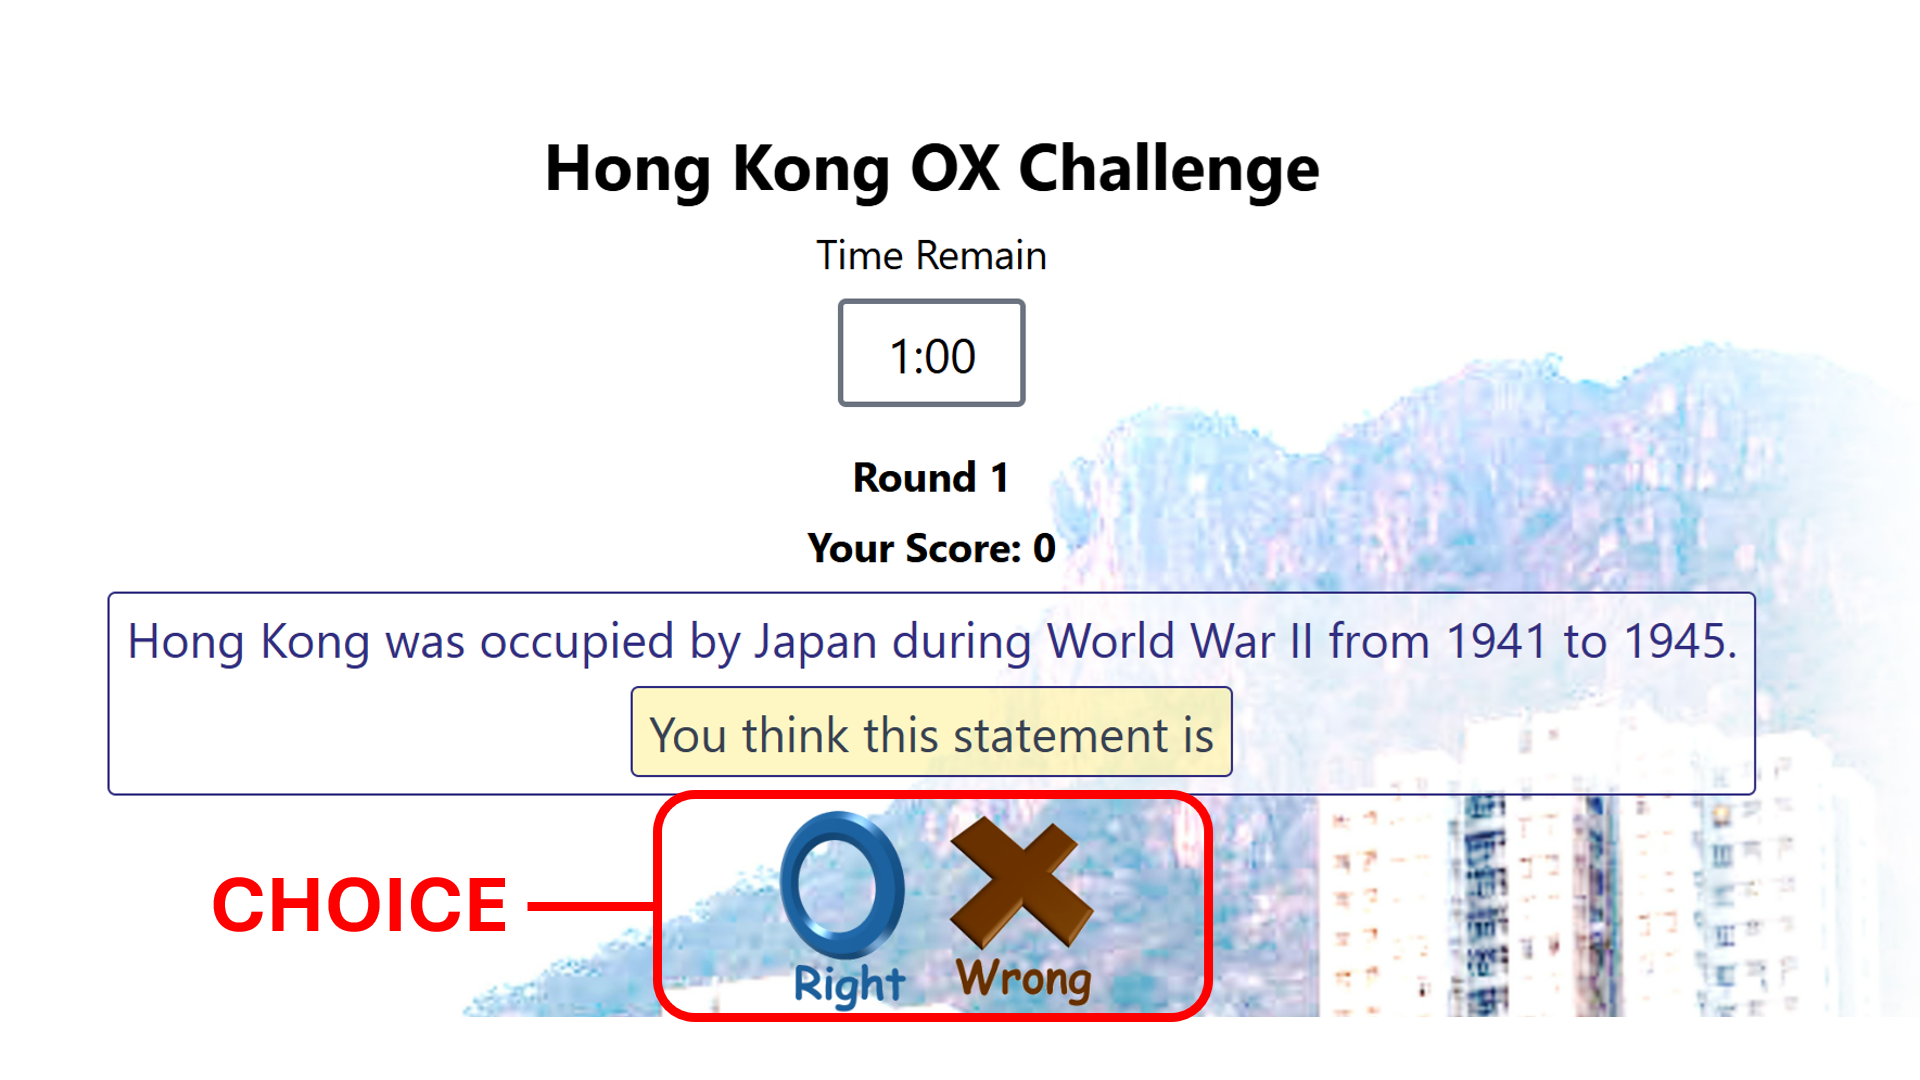 Hong Kong OX Challenge
Time Remain
1:00
Round 1
Your Score: 0
Hong Kong was occupied by Japan during World War II from 1941 to 1945.
You think this statement is
CHOICE
Right
Wrong